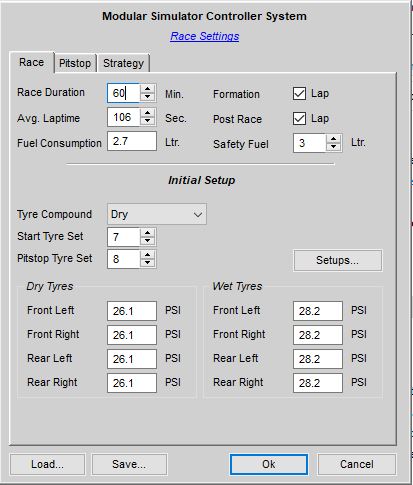 Modular Simulator Controller System
Race Settings
Race Pitstop Strategy
Race Duration 60 Min. Formation Lap
Avg. Laptime 106 Sec. Post Race Lap
Fuel Consumption 2.7 Ltr. Safety Fuel 3 Ltr.
Initial Setup
Tyre Compound Dry
Start Tyre Set 7
Pitstop Tyre Set 8 Setups...
Dry Tyres Wet Tyres
Front Left 26.1 PSI Front Left 28.2 PSI
Front Right 26.1 PSI Front Right 28.2 PSI
Rear Left 26.1 PSI Rear Left 28.2 PSI
Rear Right 26.1 PSI Rear Right 28.2 PSI
Load... Save... Ok Cancel